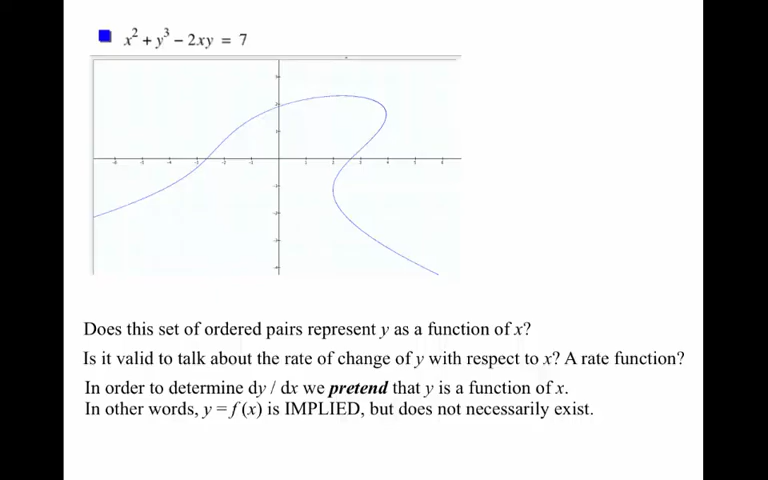 x² + y³ − 2xy = 7
Does this set of ordered pairs represent y as a function of x?
Is it valid to talk about the rate of change of y with respect to x? A rate function?
In order to determine dy / dx we pretend that y is a function of x.
In other words, y = f (x) is IMPLIED, but does not necessarily exist.